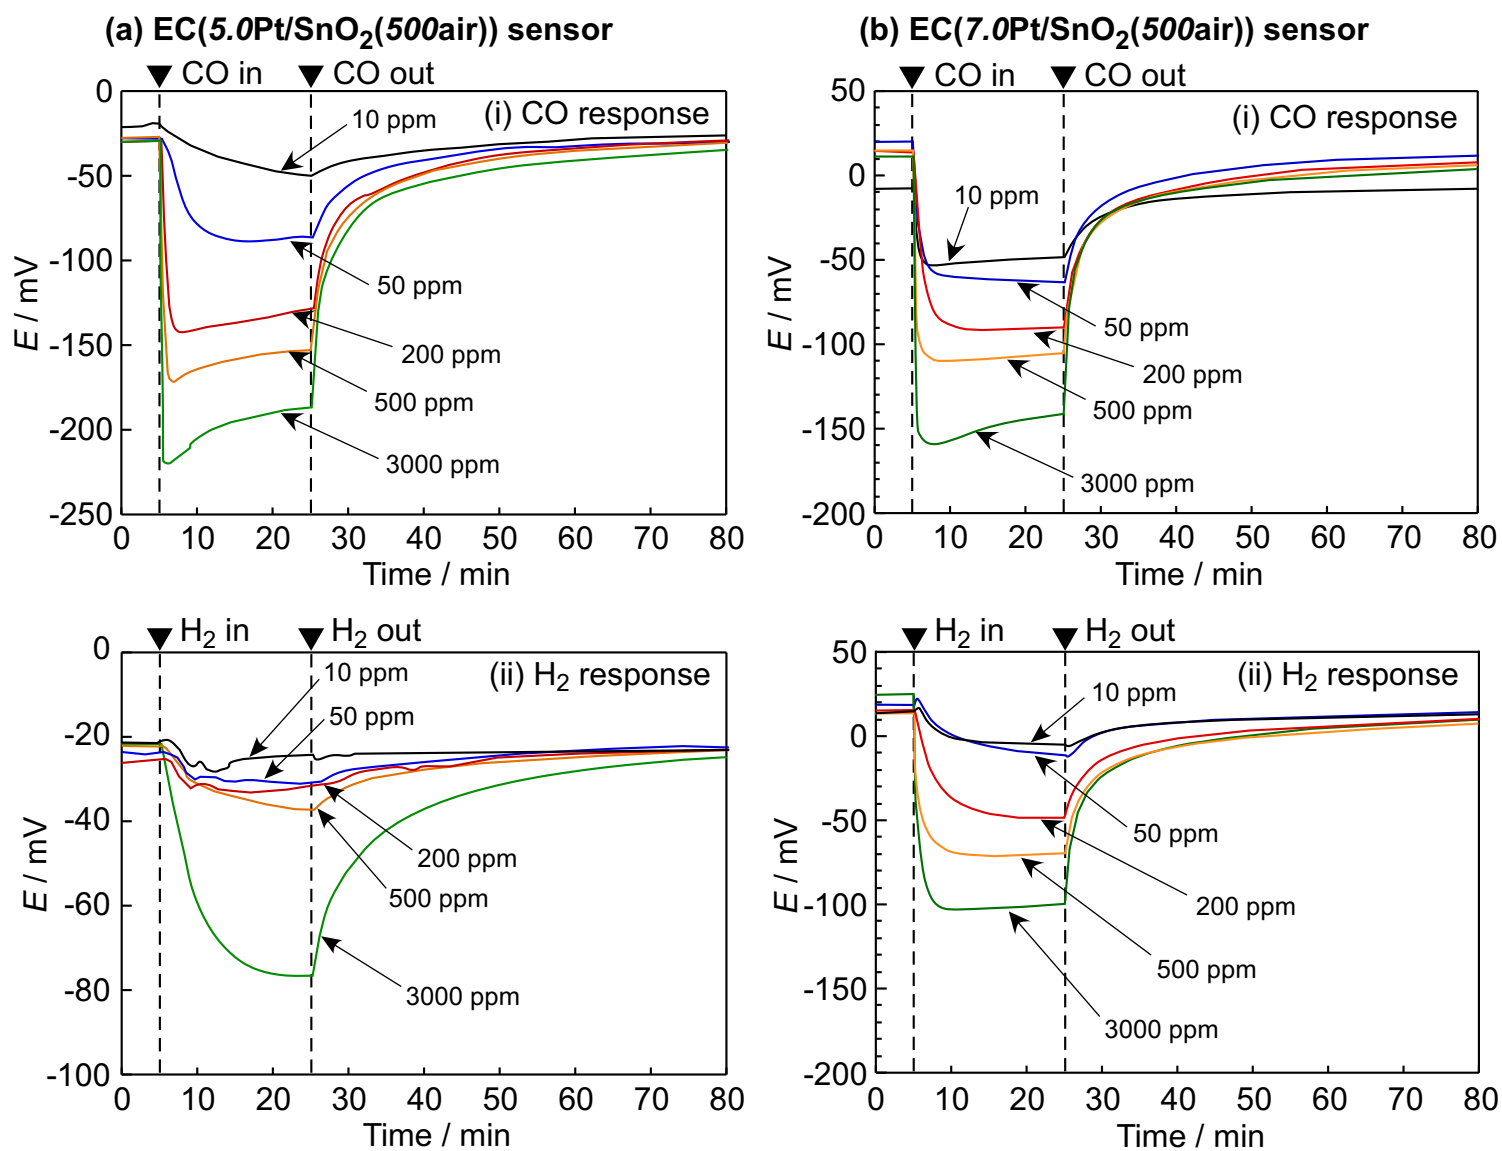 (a) EC(5.0Pt/SnO₂(500air)) sensor
CO in
CO out
(i) CO response
10 ppm
50 ppm
200 ppm
500 ppm
3000 ppm
0
-50
-100
-150
-200
-250
E / mV
0 10 20 30 40 50 60 70 80
Time / min
(b) EC(7.0Pt/SnO₂(500air)) sensor
CO in
CO out
(i) CO response
10 ppm
50 ppm
200 ppm
500 ppm
3000 ppm
50
0
-50
-100
-150
-200
E / mV
0 10 20 30 40 50 60 70 80
Time / min
H₂ in
H₂ out
(ii) H₂ response
10 ppm
50 ppm
200 ppm
500 ppm
3000 ppm
0
-20
-40
-60
-80
-100
E / mV
0 10 20 30 40 50 60 70 80
Time / min
H₂ in
H₂ out
(ii) H₂ response
10 ppm
50 ppm
200 ppm
500 ppm
3000 ppm
50
0
-50
-100
-150
-200
E / mV
0 10 20 30 40 50 60 70 80
Time / min